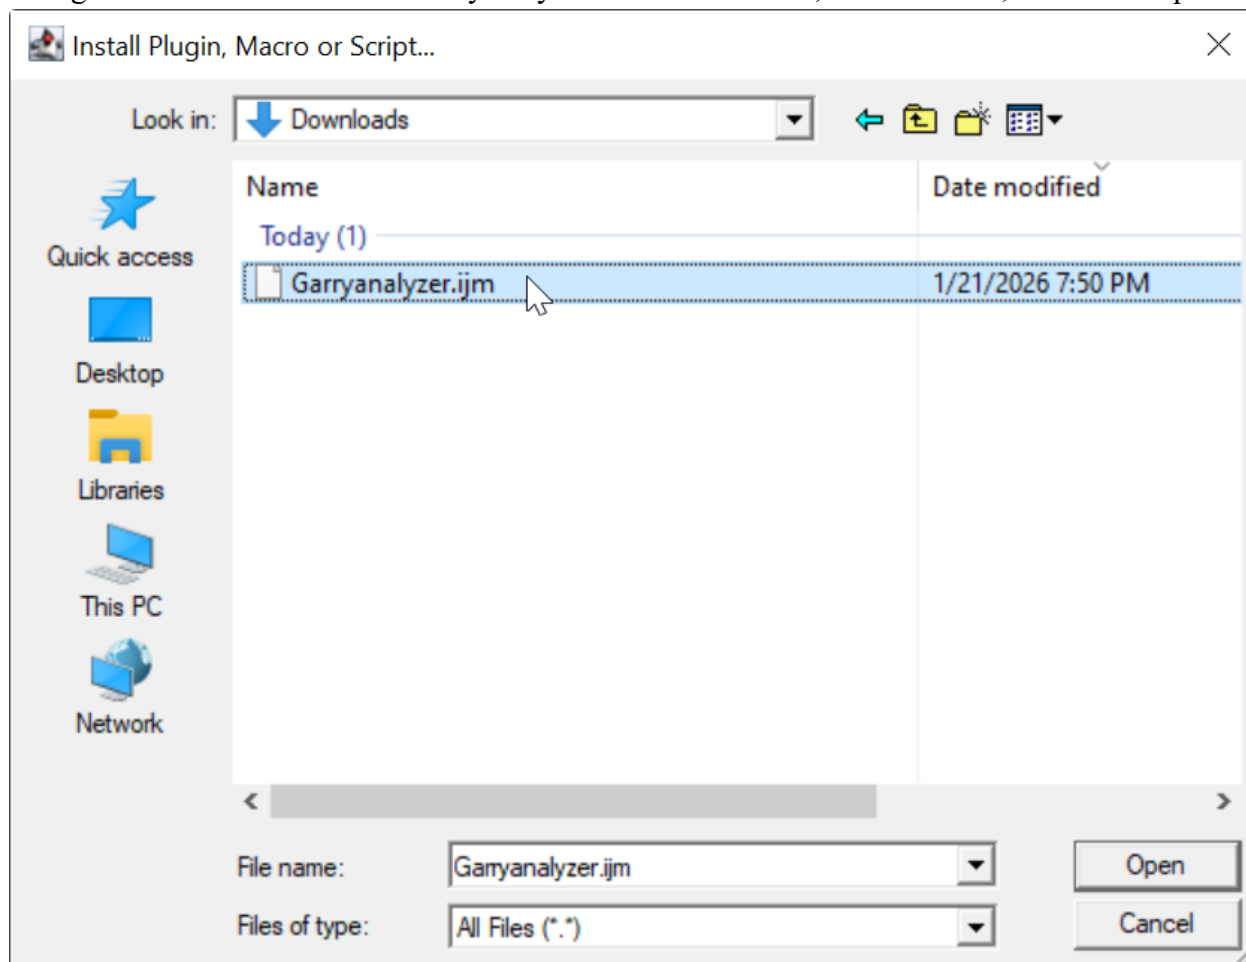 Install Plugin, Macro or Script...
Look in: Downloads
Name Date modified
Today (1)
Garryanalyzer.ijm 1/21/2026 7:50 PM
Quick access
Desktop
Libraries
This PC
Network
File name: Garryanalyzer.ijm Open
Files of type: All Files (*.*) Cancel